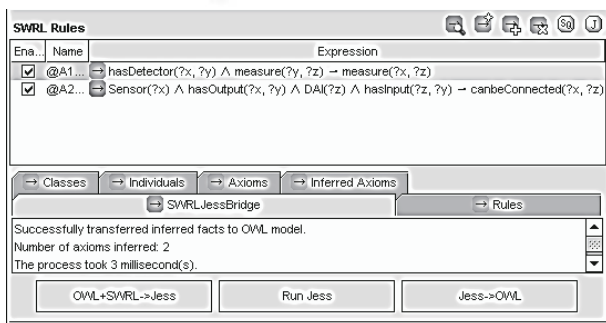 SWRL Rules
SQ J
Ena... Name Expression
@A1... → hasDetector(?x, ?y) ∧ measure(?y, ?z) → measure(?x, ?z)
@A2... → Sensor(?x) ∧ hasOutput(?x, ?y) ∧ DAI(?z) ∧ hasInput(?z, ?y) → canbeConnected(?x, ?z)
→ Classes → Individuals → Axioms → Inferred Axioms
→ SWRLJessBridge → Rules
Successfully transferred inferred facts to OWL model.
Number of axioms inferred: 2
The process took 3 millisecond(s).
OWL+SWRL->Jess Run Jess Jess->OWL